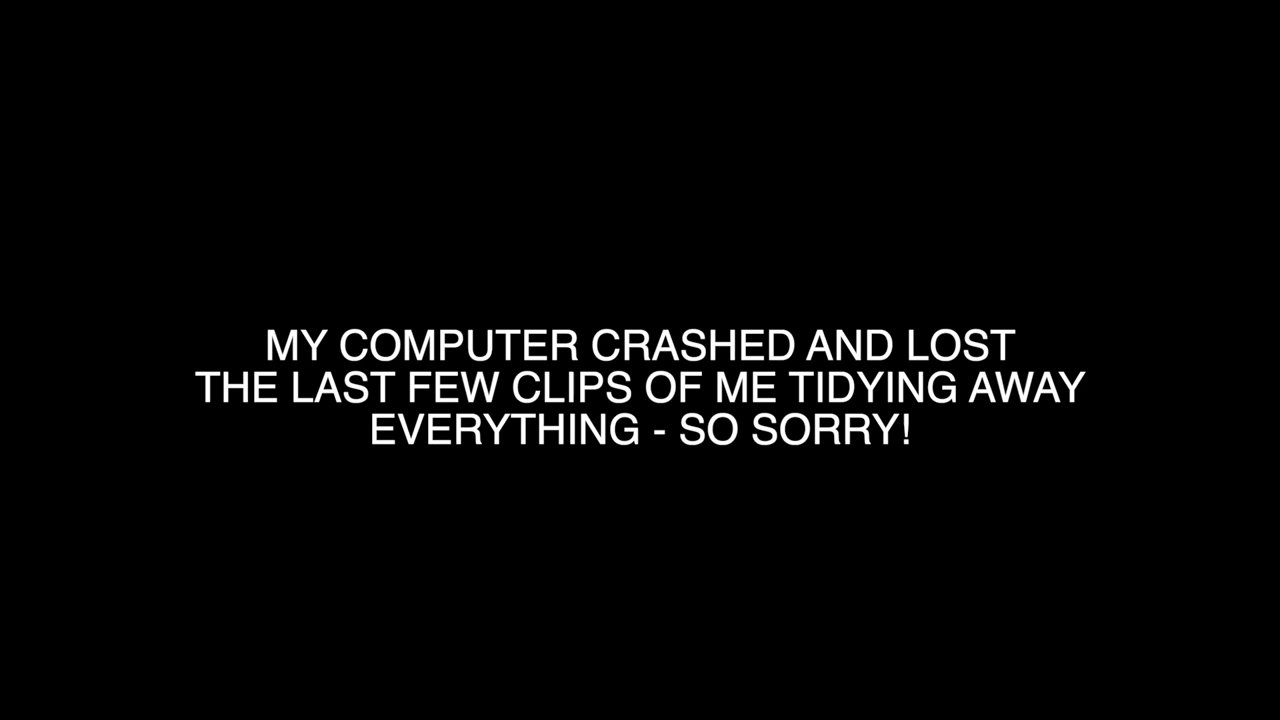 MY COMPUTER CRASHED AND LOST
THE LAST FEW CLIPS OF ME TIDYING AWAY
EVERYTHING - SO SORRY!